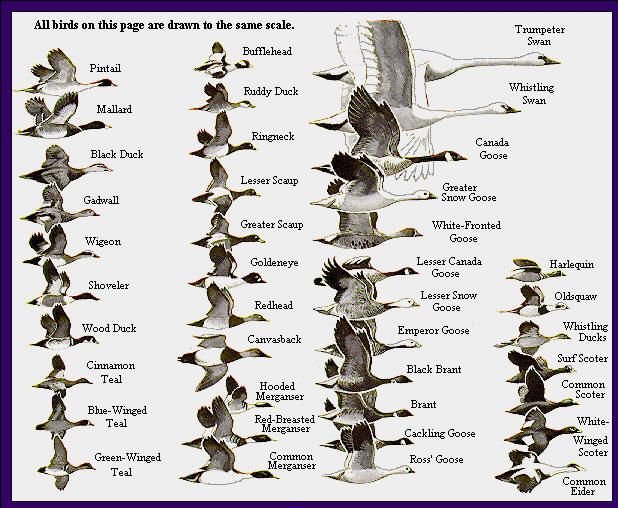 All birds on this page are drawn to the same scale.
Pintail
Mallard
Black Duck
Gadwall
Wigeon
Shoveler
Wood Duck
Cinnamon
Teal
Blue-Winged
Teal
Green-Winged
Teal
Bufflehead
Ruddy Duck
Ringneck
Lesser Scaup
Greater Scaup
Goldeneye
Redhead
Canvasback
Hooded
Merganser
Red-Breasted
Merganser
Common
Merganser
Trumpeter
Swan
Whistling
Swan
Canada
Goose
Greater
Snow Goose
White-Fronted
Goose
Lesser Canada
Goose
Lesser Snow
Goose
Emperor Goose
Black Brant
Brant
Cackling Goose
Ross' Goose
Harlequin
Oldsquaw
Whistling
Ducks
Surf Scoter
Common
Scoter
White-
Winged
Scoter
Common
Eider